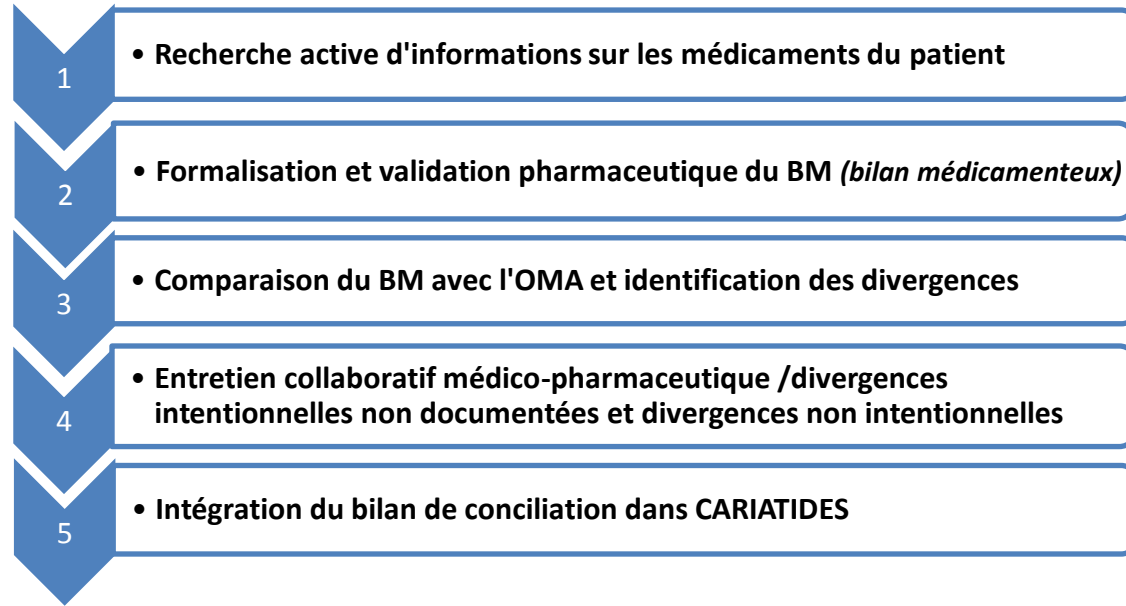 1
• Recherche active d'informations sur les médicaments du patient
2
• Formalisation et validation pharmaceutique du BM (bilan médicamenteux)
3
• Comparaison du BM avec l'OMA et identification des divergences
4
• Entretien collaboratif médico-pharmaceutique /divergences
intentionnelles non documentées et divergences non intentionnelles
5
• Intégration du bilan de conciliation dans CARIATIDES